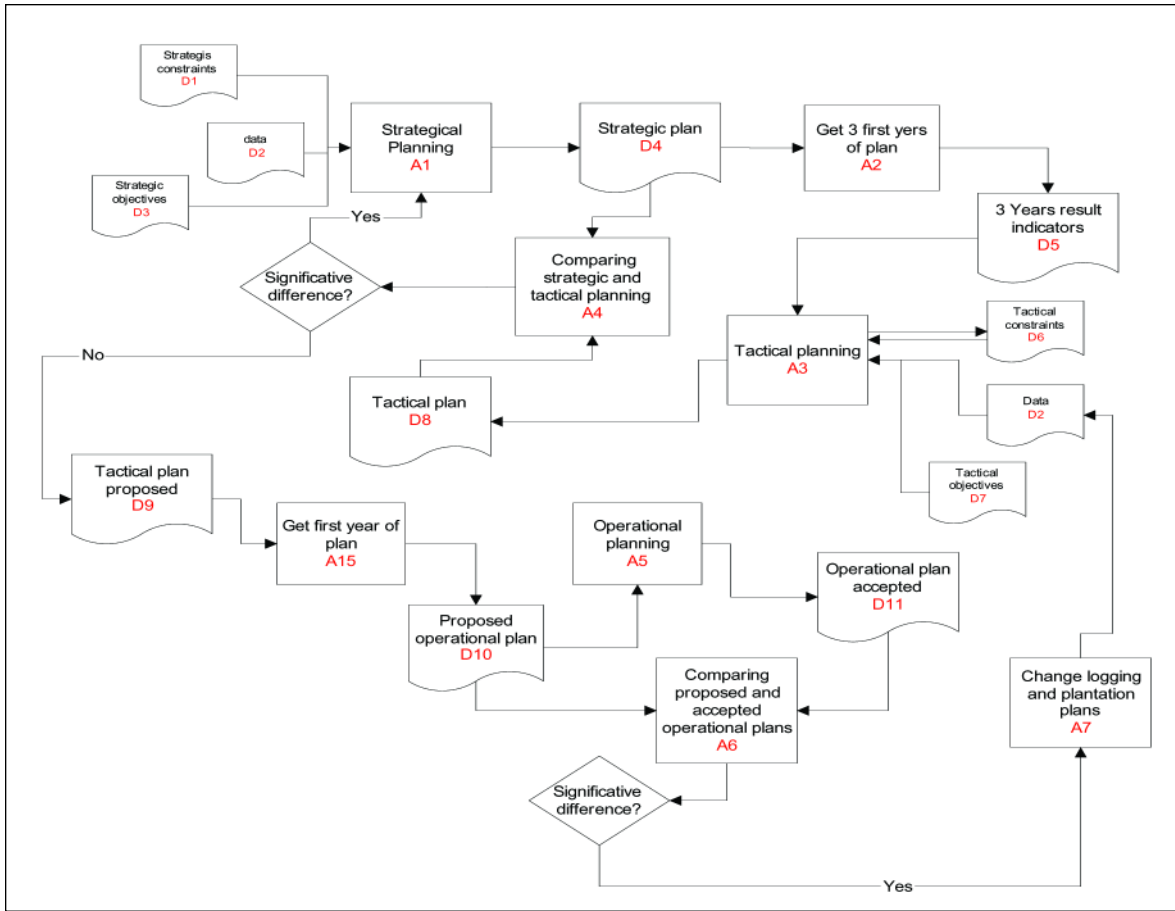 Strategis
constraints
D1
data
D2
Strategic
objectives
D3
Strategical
Planning
A1
Strategic plan
D4
Get 3 first yers
of plan
A2
3 Years result
indicators
D5
Yes
Significative
difference?
Comparing
strategic and
tactical planning
A4
Tactical planning
A3
Tactical
constraints
D6
No
Tactical plan
D8
Data
D2
Tactical
objectives
D7
Tactical plan
proposed
D9
Get first year of
plan
A15
Operational
planning
A5
Operational plan
accepted
D11
Proposed
operational plan
D10
Comparing
proposed and
accepted
operational plans
A6
Change logging
and plantation
plans
A7
Significative
difference?
Yes